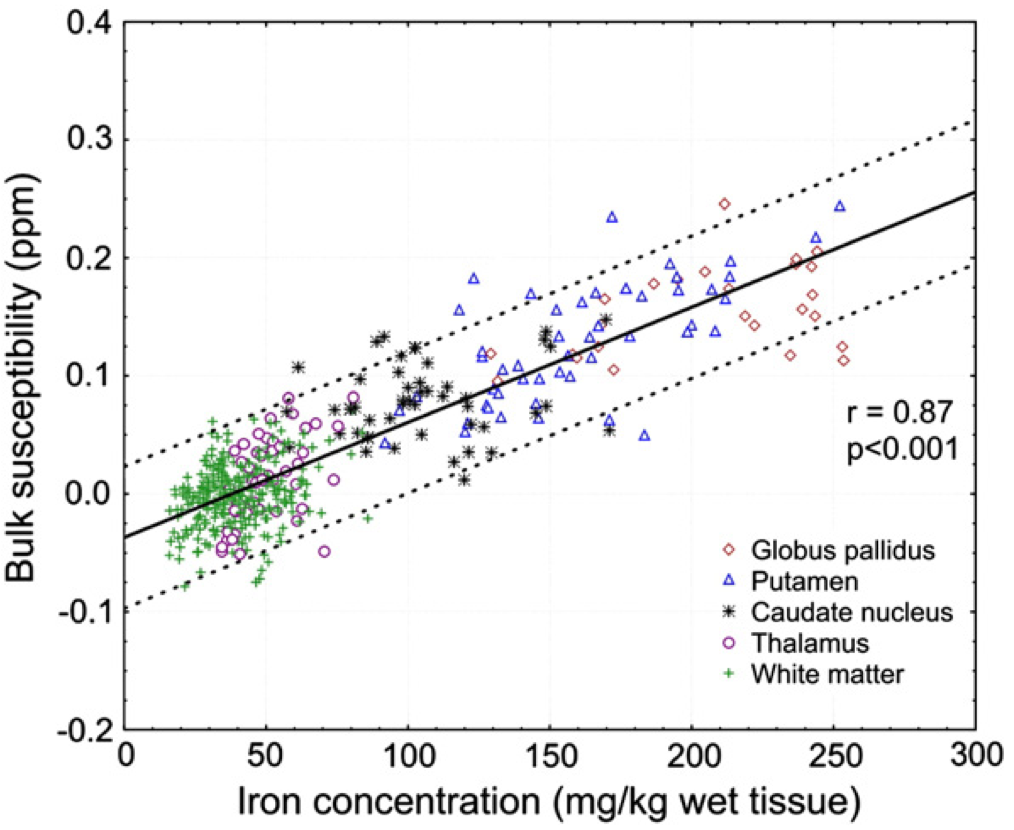 0.4
0.3
0.2
0.1
0.0
-0.1
-0.2
Bulk susceptibility (ppm)
r = 0.87
p<0.001
Globus pallidus
Putamen
Caudate nucleus
Thalamus
White matter
0 50 100 150 200 250 300
Iron concentration (mg/kg wet tissue)